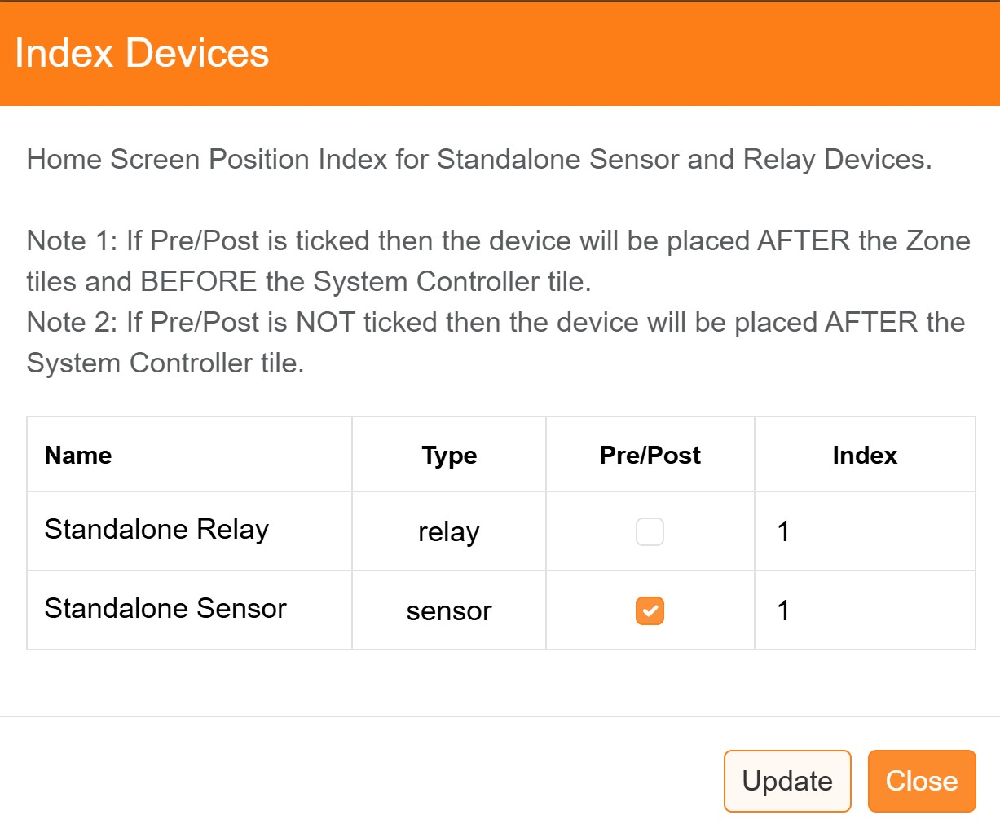 Index Devices
Home Screen Position Index for Standalone Sensor and Relay Devices.
Note 1: If Pre/Post is ticked then the device will be placed AFTER the Zone
tiles and BEFORE the System Controller tile.
Note 2: If Pre/Post is NOT ticked then the device will be placed AFTER the
System Controller tile.
Name Type Pre/Post Index
Standalone Relay relay 1
Standalone Sensor sensor 1
Update Close